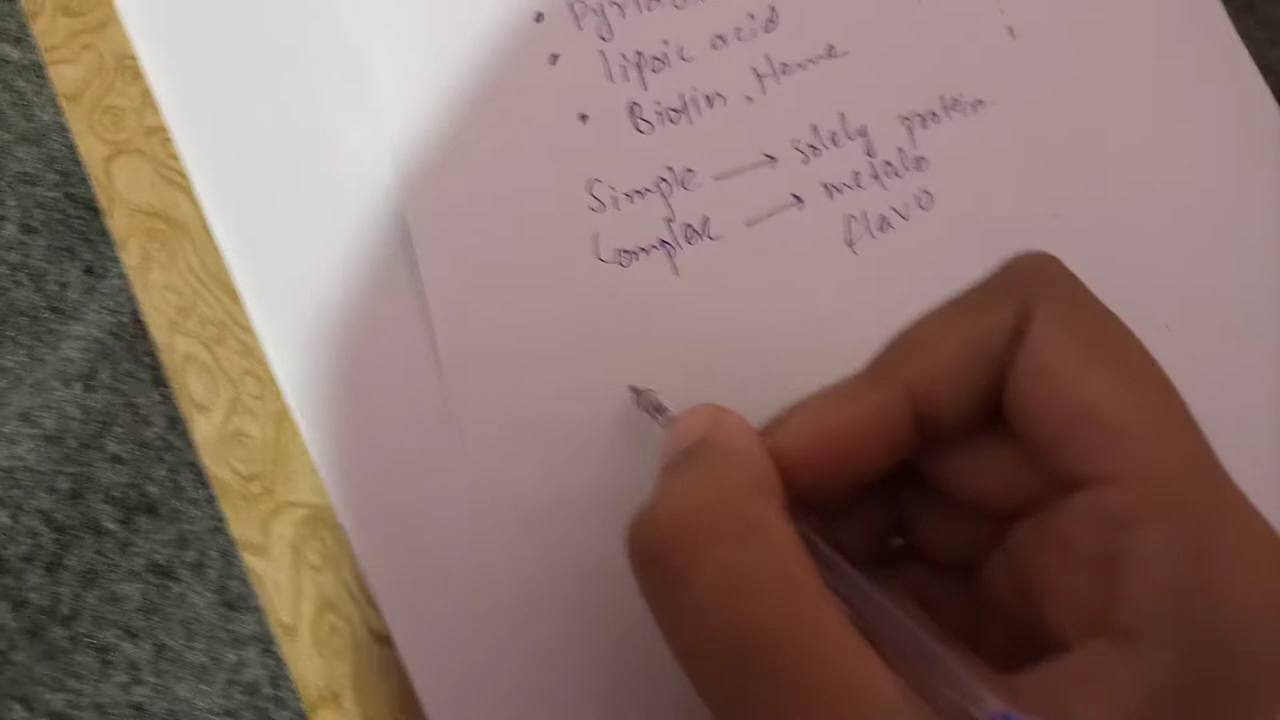 • lipoic acid
• Biotin, Heme
Simple → solely protein
Complex → metalo
flavo